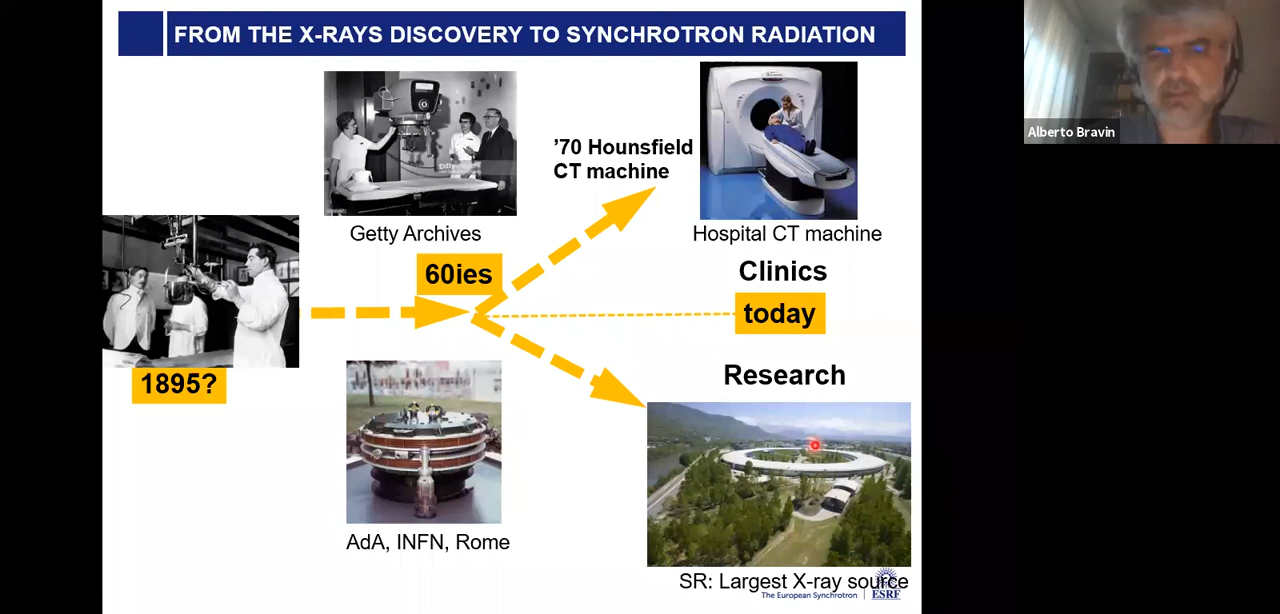 FROM THE X-RAYS DISCOVERY TO SYNCHROTRON RADIATION
Alberto Bravin
gettyimages
'70 Hounsfield
CT machine
Getty Archives
Hospital CT machine
60ies
Clinics
today
1895?
Research
AdA, INFN, Rome
SR: Largest X-ray source
The European Synchrotron
ESRF